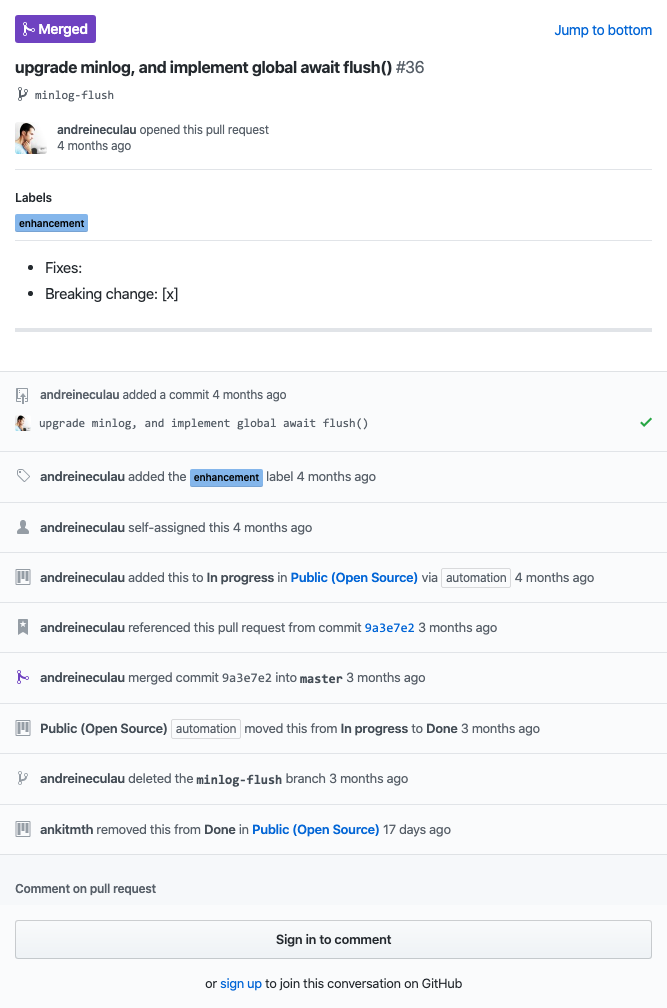 Merged
Jump to bottom
upgrade minlog, and implement global await flush() #36
minlog-flush
andreineculau opened this pull request
4 months ago
Labels
enhancement
Fixes:
Breaking change: [x]
andreineculau added a commit 4 months ago
upgrade minlog, and implement global await flush()
andreineculau added the enhancement label 4 months ago
andreineculau self-assigned this 4 months ago
andreineculau added this to In progress in Public (Open Source) via automation 4 months ago
andreineculau referenced this pull request from commit 9a3e7e2 3 months ago
andreineculau merged commit 9a3e7e2 into master 3 months ago
Public (Open Source) automation moved this from In progress to Done 3 months ago
andreineculau deleted the minlog-flush branch 3 months ago
ankitmth removed this from Done in Public (Open Source) 17 days ago
Comment on pull request
Sign in to comment
or sign up to join this conversation on GitHub